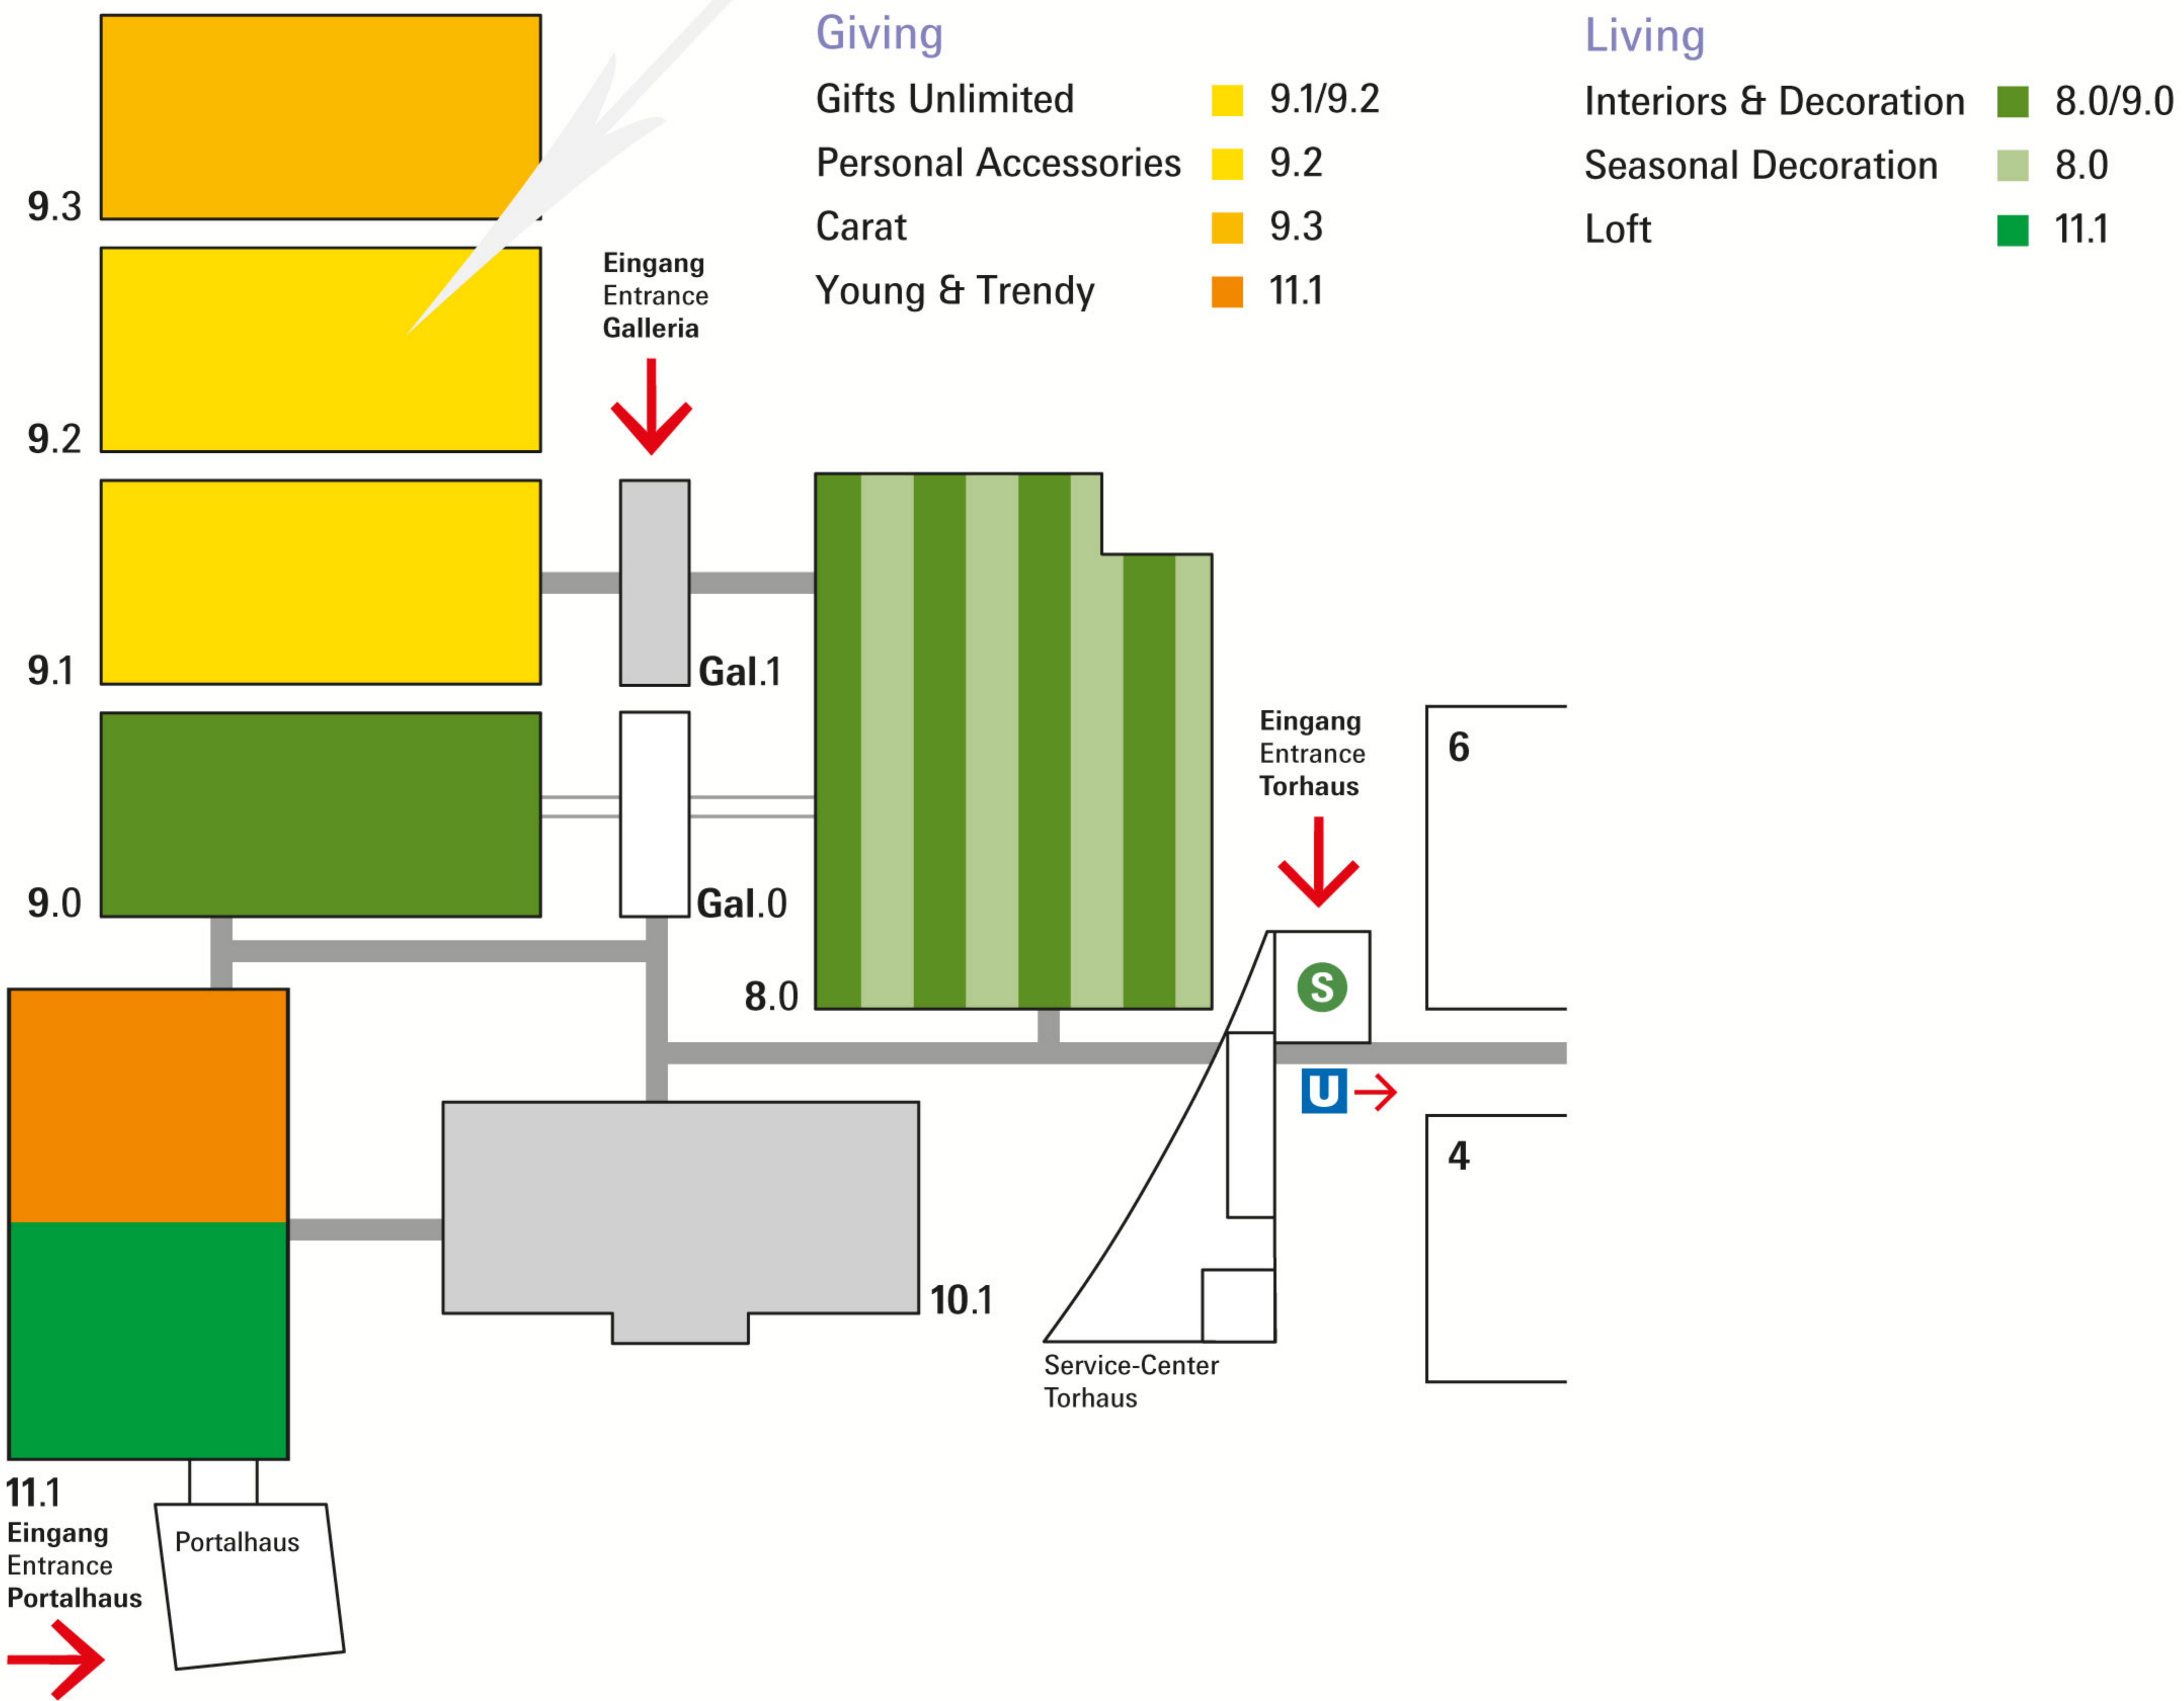 Giving
Gifts Unlimited 9.1/9.2
Personal Accessories 9.2
Carat 9.3
Young & Trendy 11.1
Living
Interiors & Decoration 8.0/9.0
Seasonal Decoration 8.0
Loft 11.1
9.3
Eingang
Entrance
Galleria
9.2
9.1
Gal.1
Eingang
Entrance
Torhaus
6
9.0
Gal.0
8.0
S
U
4
10.1
Service-Center
Torhaus
11.1
Eingang
Entrance
Portalhaus
Portalhaus